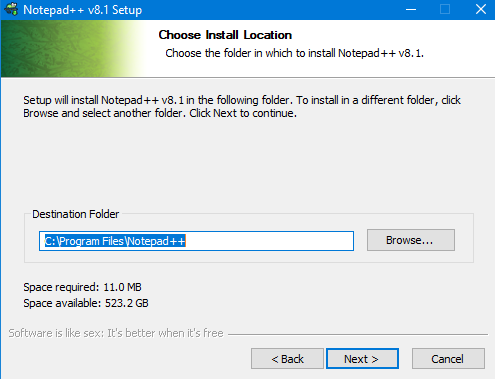 Notepad++ v8.1 Setup
Choose Install Location
Choose the folder in which to install Notepad++ v8.1.
Setup will install Notepad++ v8.1 in the following folder. To install in a different folder, click
Browse and select another folder. Click Next to continue.
Destination Folder
C:\Program Files\Notepad++
Browse...
Space required: 11.0 MB
Space available: 523.2 GB
Software is like sex: It's better when it's free
< Back
Next >
Cancel